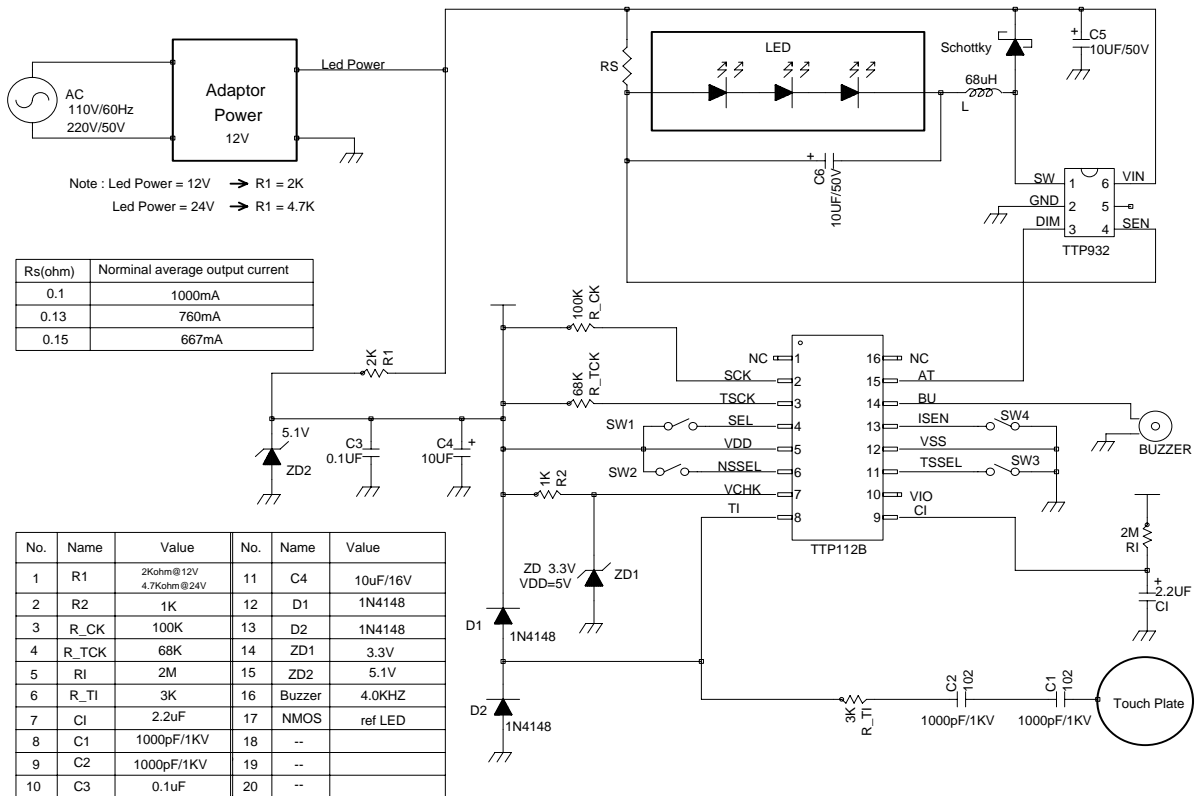 AC
110V/60Hz
220V/50V
Adaptor
Power
12V
Led Power
Note : Led Power = 12V → R1 = 2K
Led Power = 24V → R1 = 4.7K
RS
LED
Schottky
+
C5
10UF/50V
68uH
L
+
C6
10UF/50V
SW 1 6 VIN
GND 2 5
DIM 3 4 SEN
TTP932
Rs(ohm) Norminal average output current
0.1 1000mA
0.13 760mA
0.15 667mA
2K
R1
5.1V
ZD2
C3
0.1UF
C4
10UF
+
100K
R_CK
68K
R_TCK
SW1
SW2
1K
R2
ZD 3.3V
VDD=5V
ZD1
NC 1 16 NC
SCK 2 15 AT
TSCK 3 14 BU
SEL 4 13 ISEN
VDD 5 12 VSS
NSSEL 6 11 TSSEL
VCHK 7 10 VIO
TI 8 9 CI
TTP112B
SW4
SW3
BUZZER
2M
RI
+
2.2UF
CI
D1
1N4148
D2
1N4148
3K
R_TI
C2
102
1000pF/1KV
C1
102
1000pF/1KV
Touch Plate
No. Name Value No. Name Value
1 R1 2Kohm@12V 4.7Kohm@24V 11 C4 10uF/16V
2 R2 1K 12 D1 1N4148
3 R_CK 100K 13 D2 1N4148
4 R_TCK 68K 14 ZD1 3.3V
5 RI 2M 15 ZD2 5.1V
6 R_TI 3K 16 Buzzer 4.0KHZ
7 CI 2.2uF 17 NMOS ref LED
8 C1 1000pF/1KV 18 --
9 C2 1000pF/1KV 19 --
10 C3 0.1uF 20 --